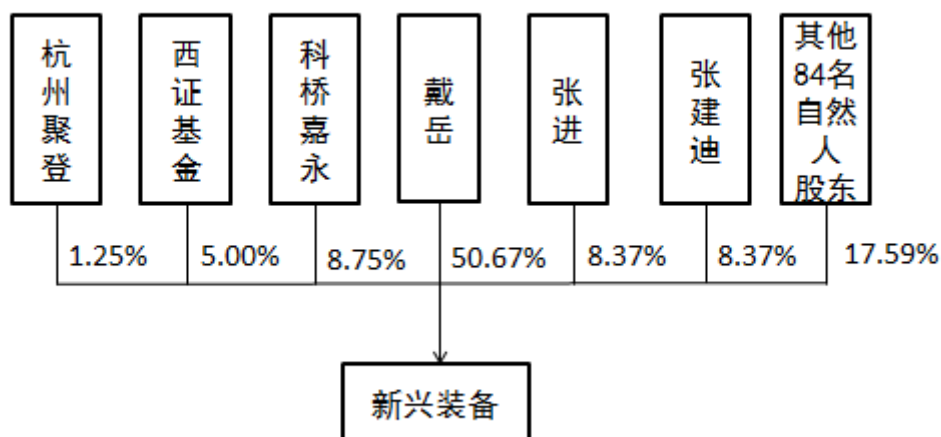 杭州聚登
西证基金
科桥嘉永
戴岳
张进
张建迪
其他
84名
自然
人
股东
1.25%
5.00%
8.75%
50.67%
8.37%
8.37%
17.59%
新兴装备